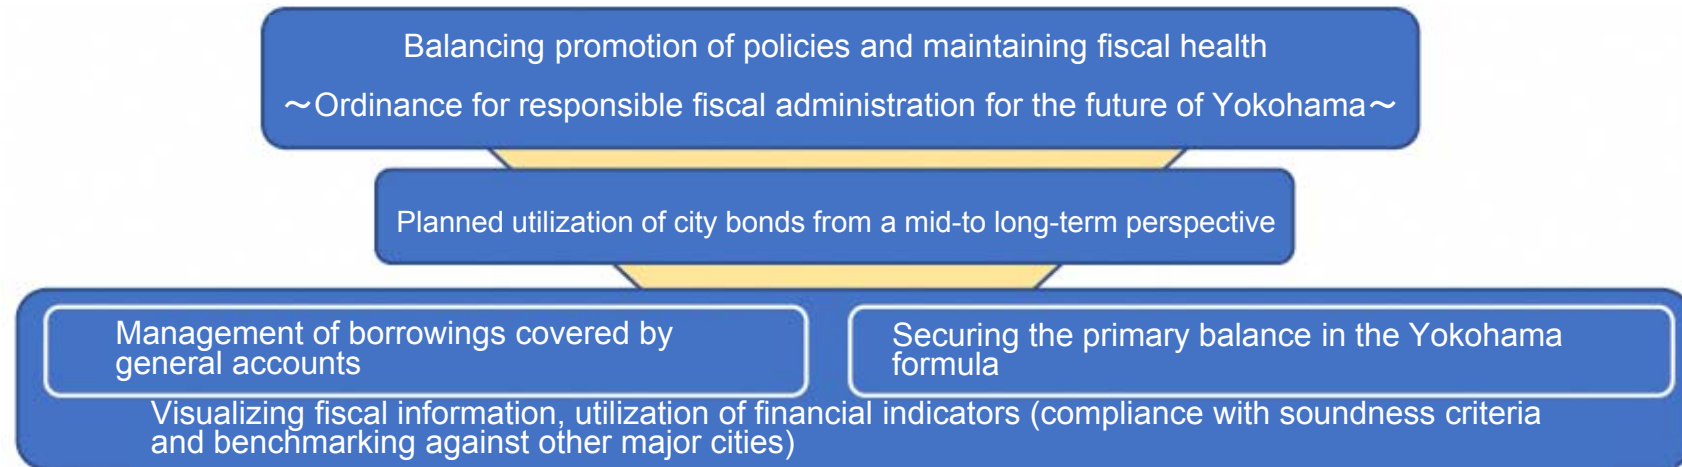 Balancing promotion of policies and maintaining fiscal health
～Ordinance for responsible fiscal administration for the future of Yokohama～
Planned utilization of city bonds from a mid-to long-term perspective
Management of borrowings covered by
general accounts
Securing the primary balance in the Yokohama
formula
Visualizing fiscal information, utilization of financial indicators (compliance with soundness criteria
and benchmarking against other major cities)